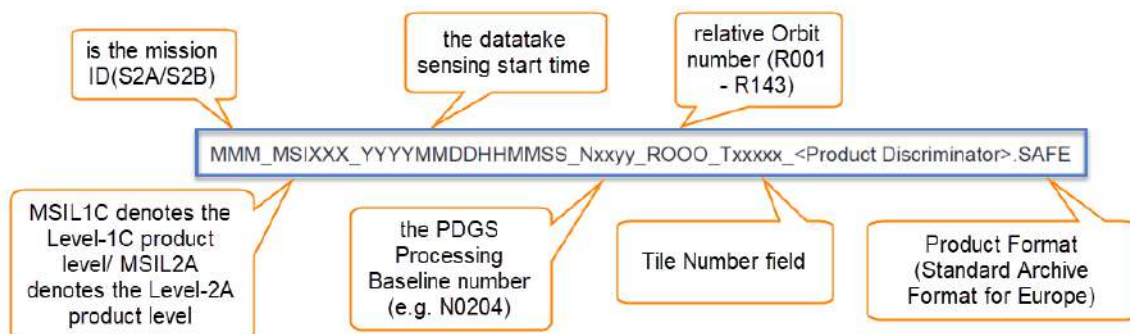 is the mission
ID(S2A/S2B)
the datatake
sensing start time
relative Orbit
number (R001
- R143)
MMM_MSIXXX_YYYYMMDDHHMMSS_Nxxyy_ROOO_Txxxxx_<Product Discriminator>.SAFE
MSIL1C denotes the
Level-1C product
level/ MSIL2A
denotes the Level-2A
product level
the PDGS
Processing
Baseline number
(e.g. N0204)
Tile Number field
Product Format
(Standard Archive
Format for Europe)